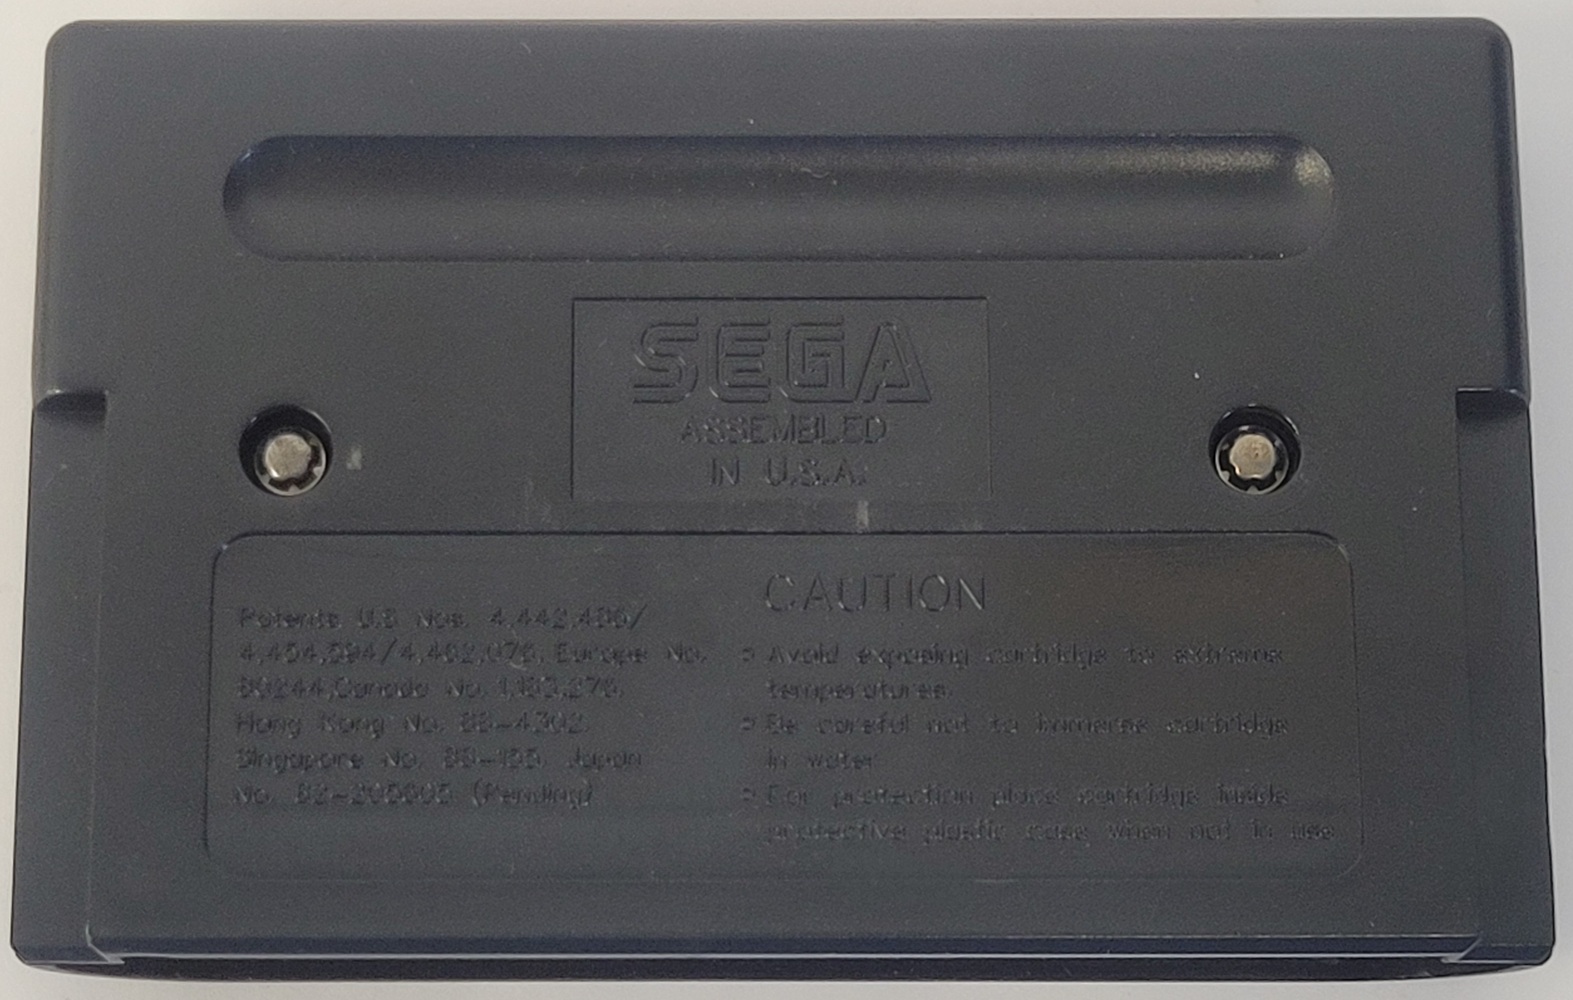 SEGA
ASSEMBLED
IN U.S.A.
Patents: U.S. Nos. 4,442,486/
4,454,594/4,462,076, Europe No.
80244, Canada No. 1,183,276,
Hong Kong No. 88-4302,
Singapore No. 88-155, Japan
No. 82-205605 (Pending)
CAUTION
Avoid exposing cartridge to extreme
temperatures.
Be careful not to immerse cartridge
in water.
For protection place cartridge inside
protective plastic case when not in use.